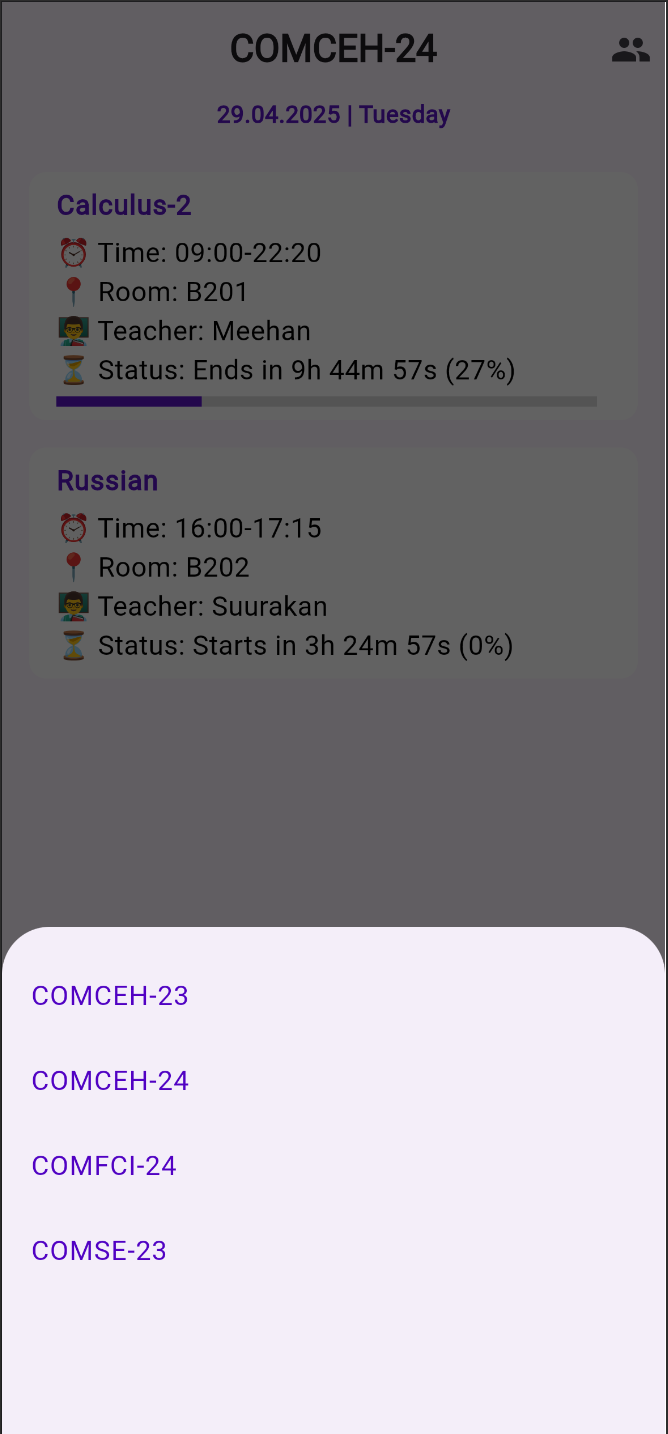 COMCEH-24
29.04.2025 | Tuesday
Calculus-2
⏰ Time: 09:00-22:20
📍 Room: B201
👨‍🏫 Teacher: Meehan
⏳ Status: Ends in 9h 44m 57s (27%)
Russian
⏰ Time: 16:00-17:15
📍 Room: B202
👨‍🏫 Teacher: Suurakan
⏳ Status: Starts in 3h 24m 57s (0%)
COMCEH-23
COMCEH-24
COMFCI-24
COMSE-23